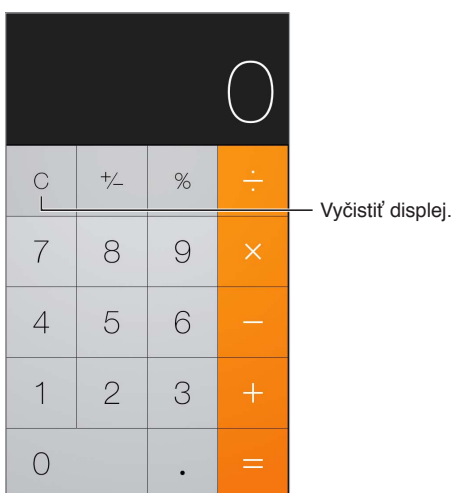 0
C +/− % ÷
Vyčistiť displej.
7 8 9 ×
4 5 6 −
1 2 3 +
0 . =